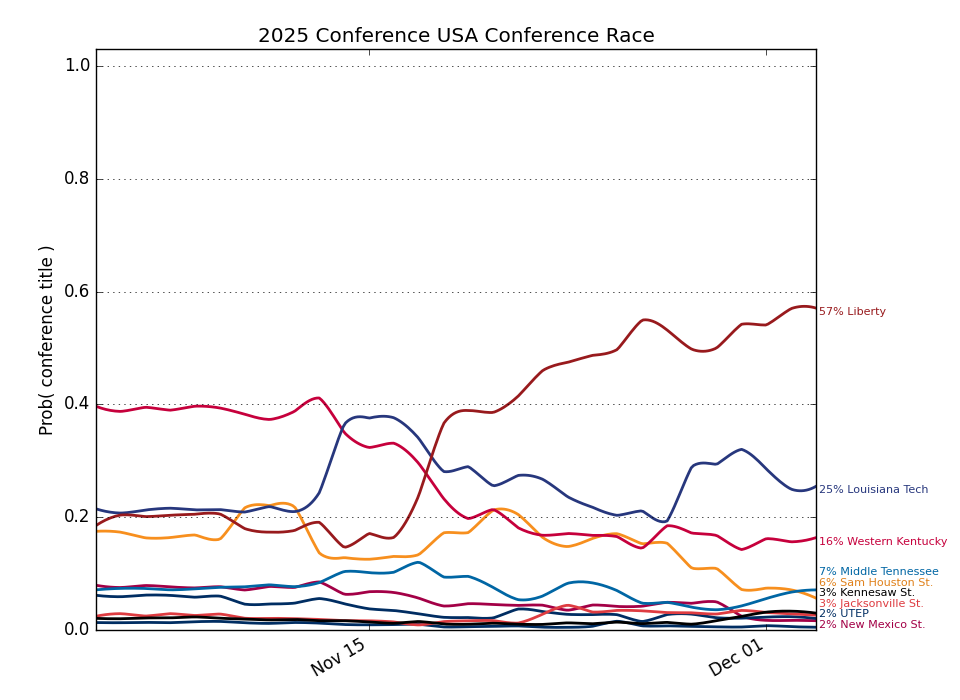 2025 Conference USA Conference Race
1.0
0.8
0.6
0.4
0.2
0.0
Prob( conference title )
Nov 15
Dec 01
57% Liberty
25% Louisiana Tech
16% Western Kentucky
7% Middle Tennessee
6% Sam Houston St.
3% Kennesaw St.
3% Jacksonville St.
2% UTEP
2% New Mexico St.